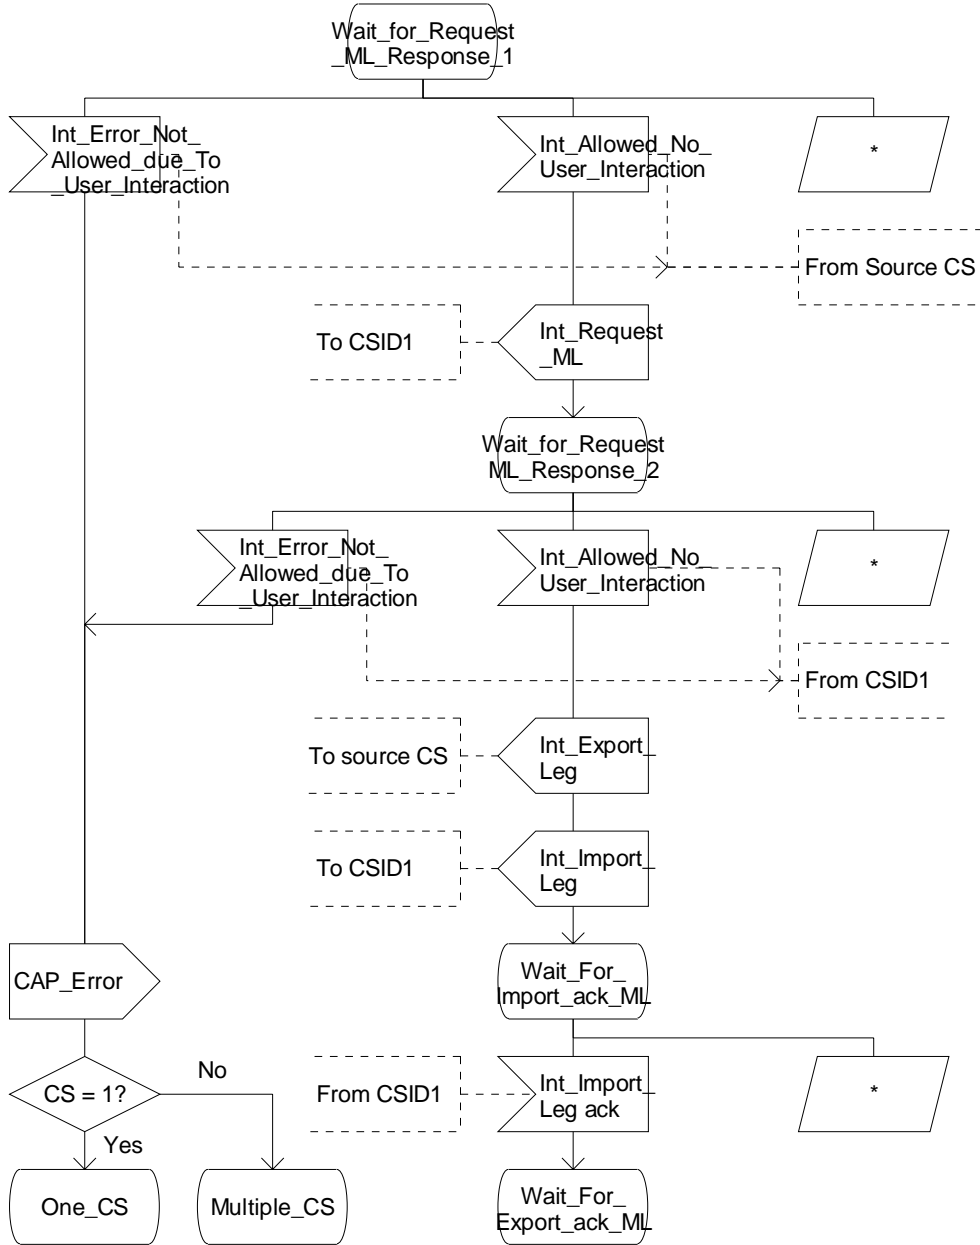 Wait_for_Request
_ML_Response_1
Int_Error_Not_
Allowed_due_To
_User_Interaction
Int_Allowed_No_
User_Interaction
*
From Source CS
To CSID1
Int_Request
_ML
Wait_for_Request
ML_Response_2
Int_Error_Not_
Allowed_due_To
_User_Interaction
Int_Allowed_No_
User_Interaction
*
From CSID1
To source CS
Int_Export_
Leg
To CSID1
Int_Import_
Leg
CAP_Error
Wait_For_
Import_ack_ML
CS = 1?
No
Yes
From CSID1
Int_Import_
Leg ack
*
One_CS
Multiple_CS
Wait_For_
Export_ack_ML